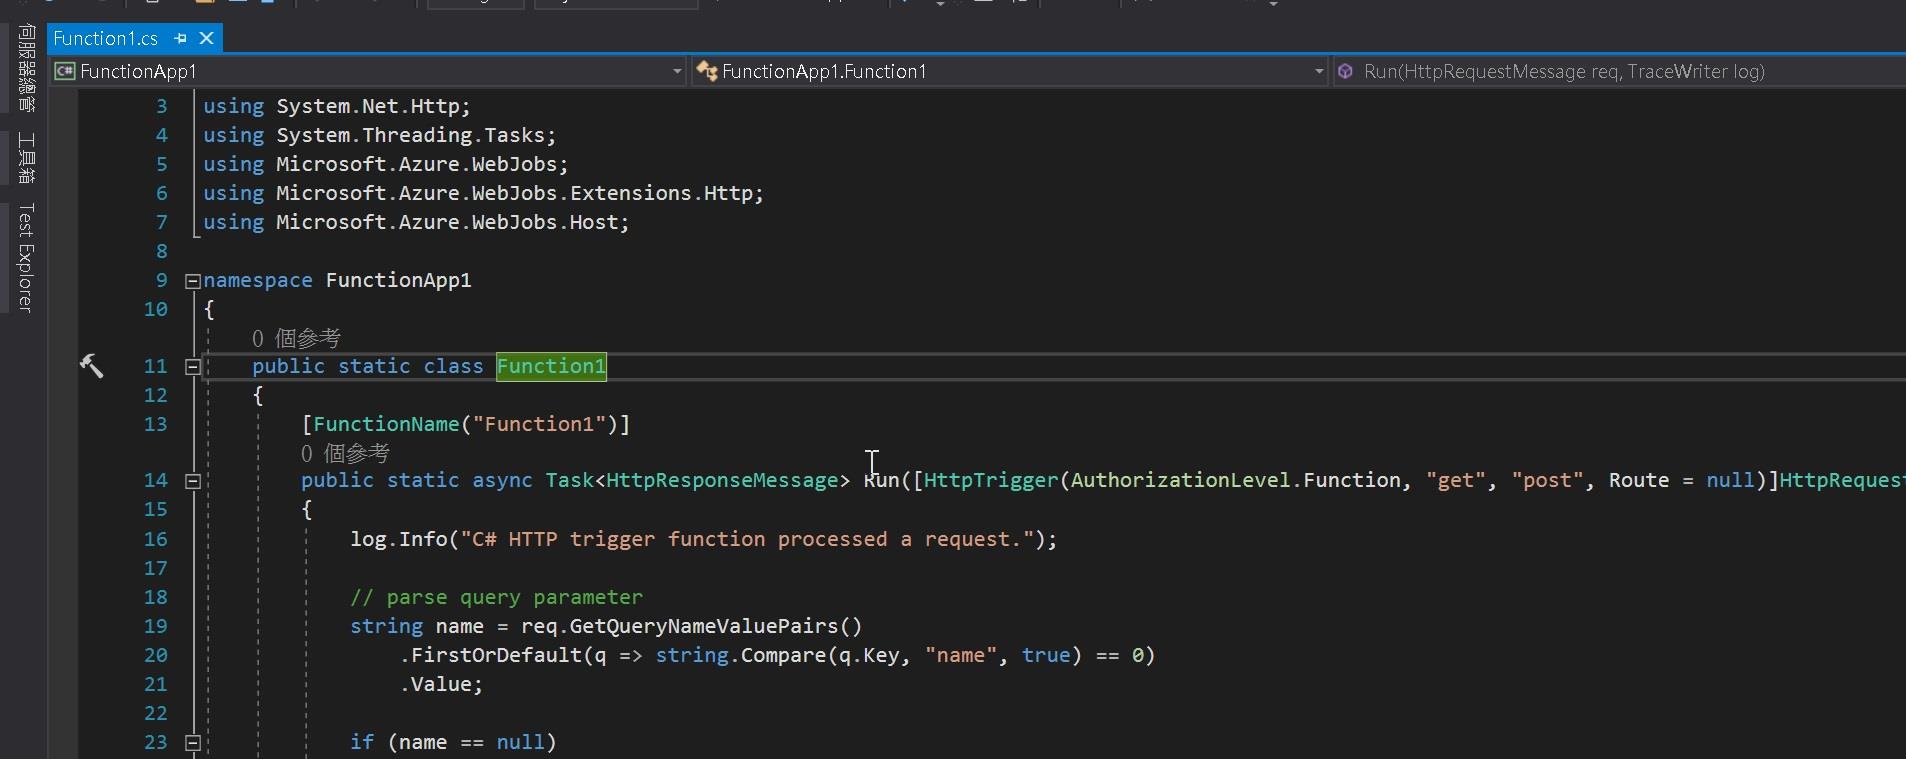 Function1.cs
FunctionApp1
FunctionApp1.Function1
Run(HttpRequestMessage req, TraceWriter log)
伺服器總管
工具箱
Test Explorer
3 using System.Net.Http;
4 using System.Threading.Tasks;
5 using Microsoft.Azure.WebJobs;
6 using Microsoft.Azure.WebJobs.Extensions.Http;
7 using Microsoft.Azure.WebJobs.Host;
8
9 namespace FunctionApp1
10 {
0 個參考
11 public static class Function1
12 {
13 [FunctionName("Function1")]
0 個參考
14 public static async Task<HttpResponseMessage> Run([HttpTrigger(AuthorizationLevel.Function, "get", "post", Route = null)]HttpRequest
15 {
16 log.Info("C# HTTP trigger function processed a request.");
17
18 // parse query parameter
19 string name = req.GetQueryNameValuePairs()
20 .FirstOrDefault(q => string.Compare(q.Key, "name", true) == 0)
21 .Value;
22
23 if (name == null)